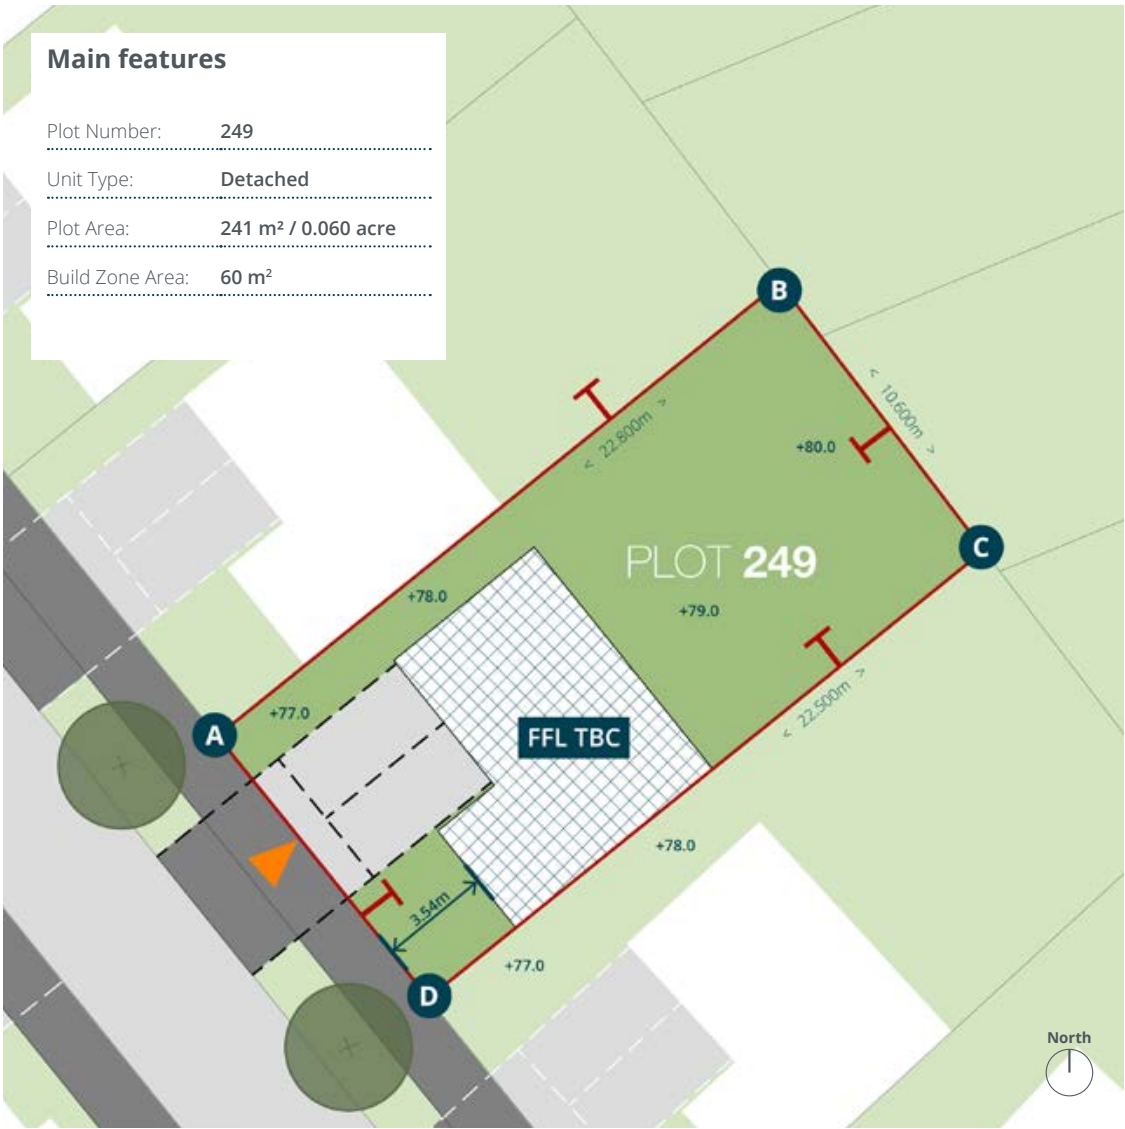 Main features
Plot Number: 249
Unit Type: Detached
Plot Area: 241 m² / 0.060 acre
Build Zone Area: 60 m²
B
< 10.600m >
< 22.800m >
+80.0
C
PLOT 249
+78.0
+79.0
< 22.500m >
+77.0
A
FFL TBC
+78.0
3.54m
+77.0
D
North